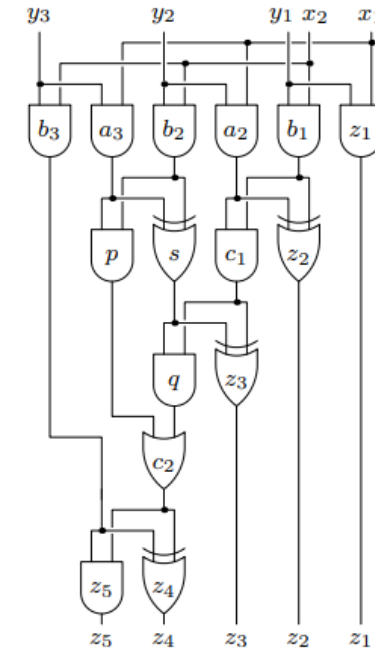 y₃ y₂ y₁ x₂ x₁
b₃ a₃ b₂ a₂ b₁ z₁
p s c₁ z₂
q z₃
c₂
z₅ z₄
z₅ z₄ z₃ z₂ z₁